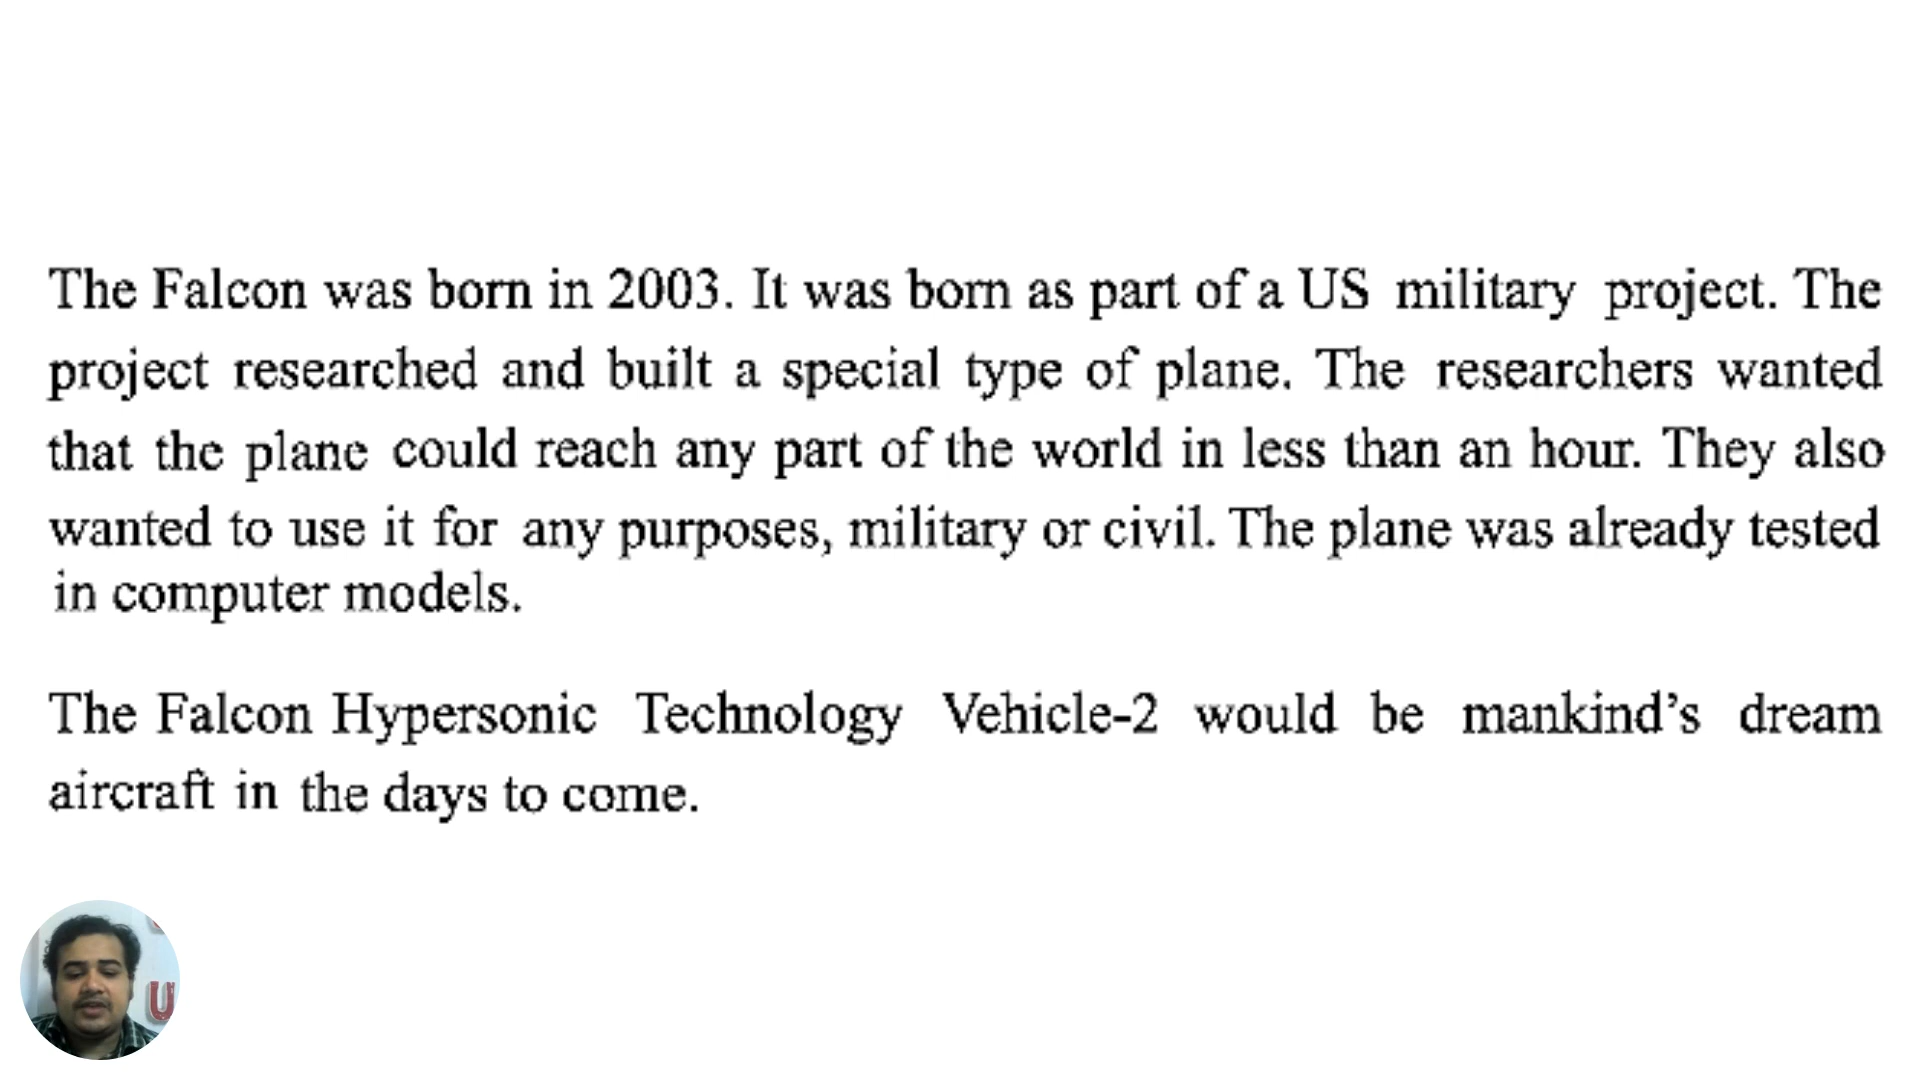 The Falcon was born in 2003. It was born as part of a US military project. The
project researched and built a special type of plane. The researchers wanted
that the plane could reach any part of the world in less than an hour. They also
wanted to use it for any purposes, military or civil. The plane was already tested
in computer models.
The Falcon Hypersonic Technology Vehicle-2 would be mankind's dream
aircraft in the days to come.
U